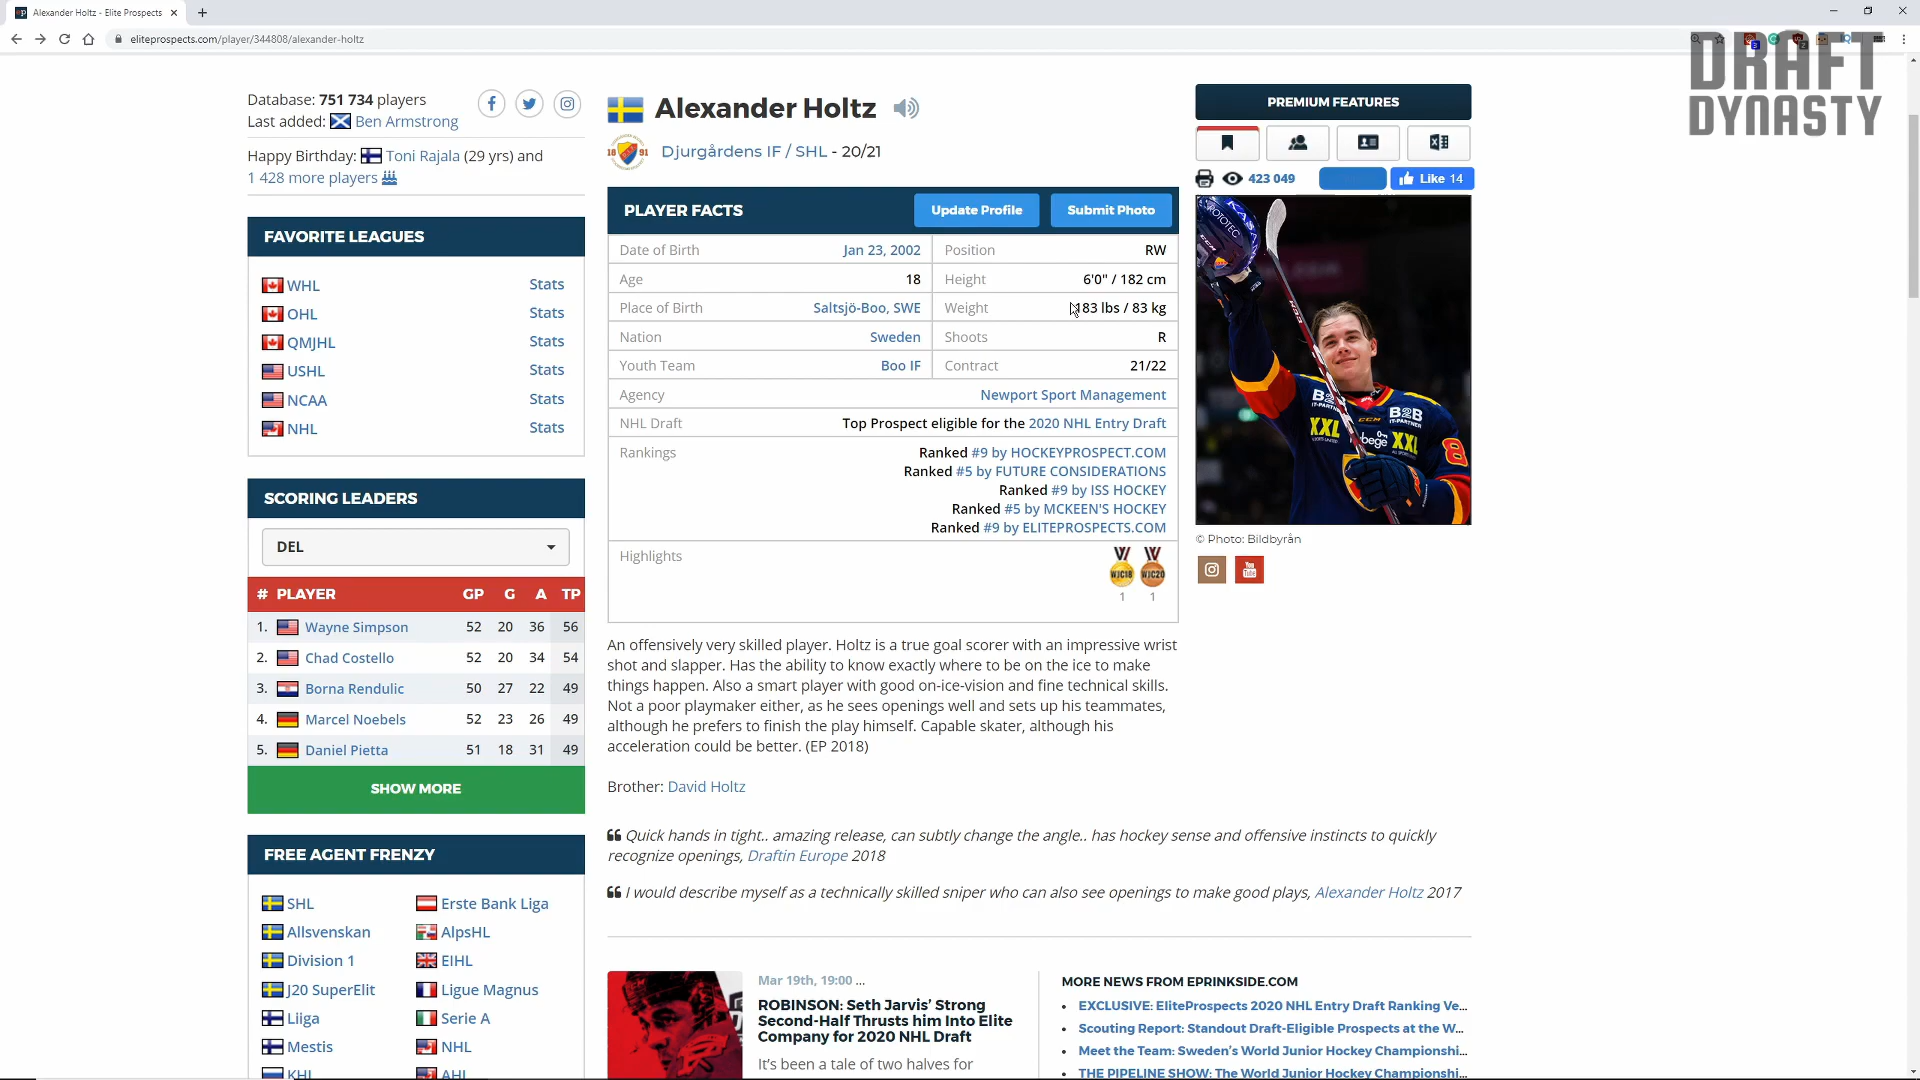 Alexander Holtz - Elite Prospects
eliteprospects.com/player/344808/alexander-holtz
DRAFT
DYNASTY
Database: 751 734 players
Last added: Ben Armstrong
Happy Birthday: Toni Rajala (29 yrs) and
1 428 more players
FAVORITE LEAGUES
WHL Stats
OHL Stats
QMJHL Stats
USHL Stats
NCAA Stats
NHL Stats
SCORING LEADERS
DEL
# PLAYER GP G A TP
1. Wayne Simpson 52 20 36 56
2. Chad Costello 52 20 34 54
3. Borna Rendulic 50 27 22 49
4. Marcel Noebels 52 23 26 49
5. Daniel Pietta 51 18 31 49
SHOW MORE
FREE AGENT FRENZY
SHL Erste Bank Liga
Allsvenskan AlpsHL
Division 1 EIHL
J20 SuperElit Ligue Magnus
Liiga Serie A
Mestis NHL
KHL AHL
Alexander Holtz
18 91
Djurgårdens IF / SHL - 20/21
PLAYER FACTS Update Profile Submit Photo
Date of Birth Jan 23, 2002 Position RW
Age 18 Height 6'0" / 182 cm
Place of Birth Saltsjö-Boo, SWE Weight 183 lbs / 83 kg
Nation Sweden Shoots R
Youth Team Boo IF Contract 21/22
Agency Newport Sport Management
NHL Draft Top Prospect eligible for the 2020 NHL Entry Draft
Rankings Ranked #9 by HOCKEYPROSPECT.COM
Ranked #5 by FUTURE CONSIDERATIONS
Ranked #9 by ISS HOCKEY
Ranked #5 by MCKEEN'S HOCKEY
Ranked #9 by ELITEPROSPECTS.COM
Highlights WJC18 WJC20
1 1
An offensively very skilled player. Holtz is a true goal scorer with an impressive wrist
shot and slapper. Has the ability to know exactly where to be on the ice to make
things happen. Also a smart player with good on-ice-vision and fine technical skills.
Not a poor playmaker either, as he sees openings well and sets up his teammates,
although he prefers to finish the play himself. Capable skater, although his
acceleration could be better. (EP 2018)
Brother: David Holtz
Quick hands in tight.. amazing release, can subtly change the angle.. has hockey sense and offensive instincts to quickly
recognize openings, Draftin Europe 2018
I would describe myself as a technically skilled sniper who can also see openings to make good plays, Alexander Holtz 2017
Mar 19th, 19:00 ...
ROBINSON: Seth Jarvis' Strong
Second-Half Thrusts him Into Elite
Company for 2020 NHL Draft
It's been a tale of two halves for
MORE NEWS FROM EPRINKSIDE.COM
EXCLUSIVE: EliteProspects 2020 NHL Entry Draft Ranking Ve...
Scouting Report: Standout Draft-Eligible Prospects at the W...
Meet the Team: Sweden's World Junior Hockey Championshi...
THE PIPELINE SHOW: The World Junior Hockey Championshi...
PREMIUM FEATURES
423 049 Like 14
CCM
B2B
IT-PARTNER
XXL
B2B
IT-PARTNER
XXL
8
© Photo: Bildbyrån